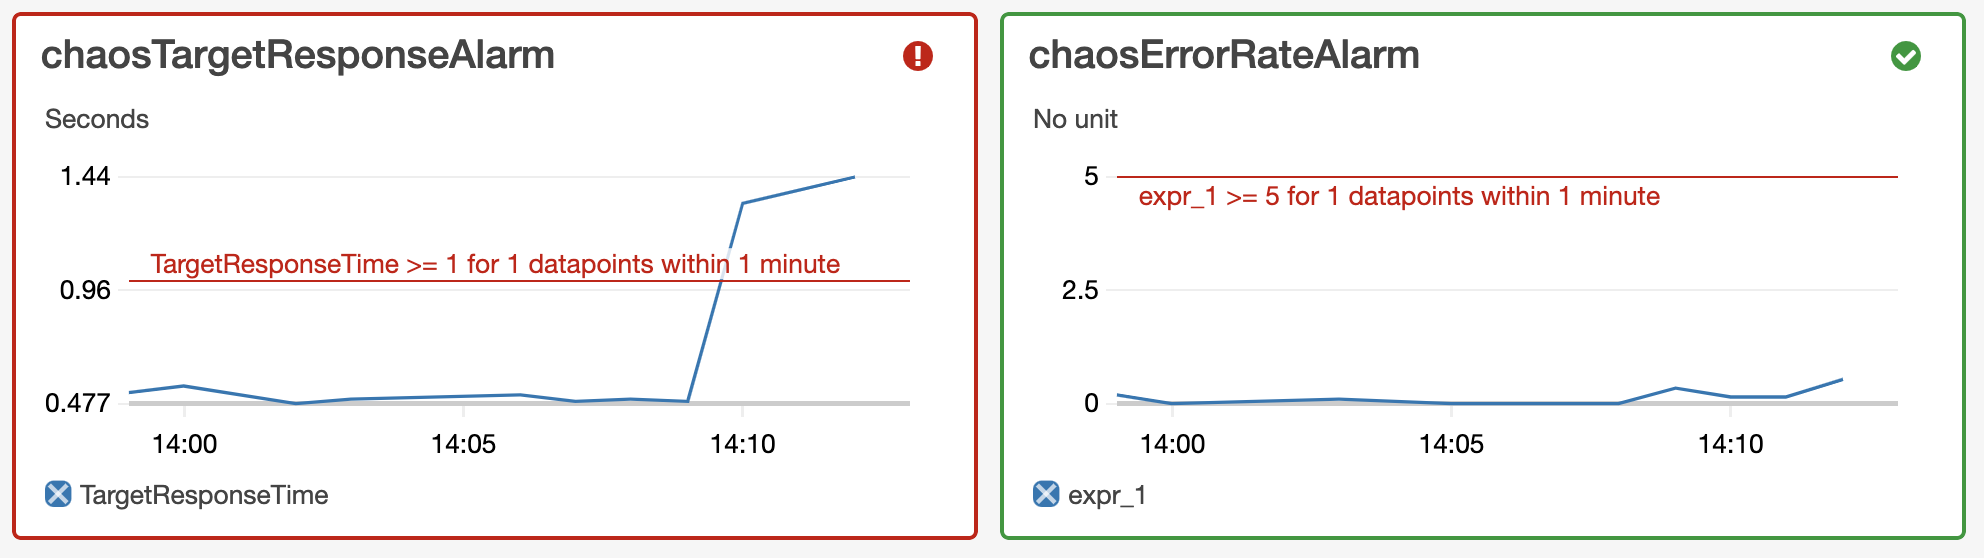 chaosTargetResponseAlarm
Seconds
1.44
TargetResponseTime >= 1 for 1 datapoints within 1 minute
0.96
0.477
14:00 14:05 14:10
TargetResponseTime
chaosErrorRateAlarm
No unit
5
expr_1 >= 5 for 1 datapoints within 1 minute
2.5
0
14:00 14:05 14:10
expr_1